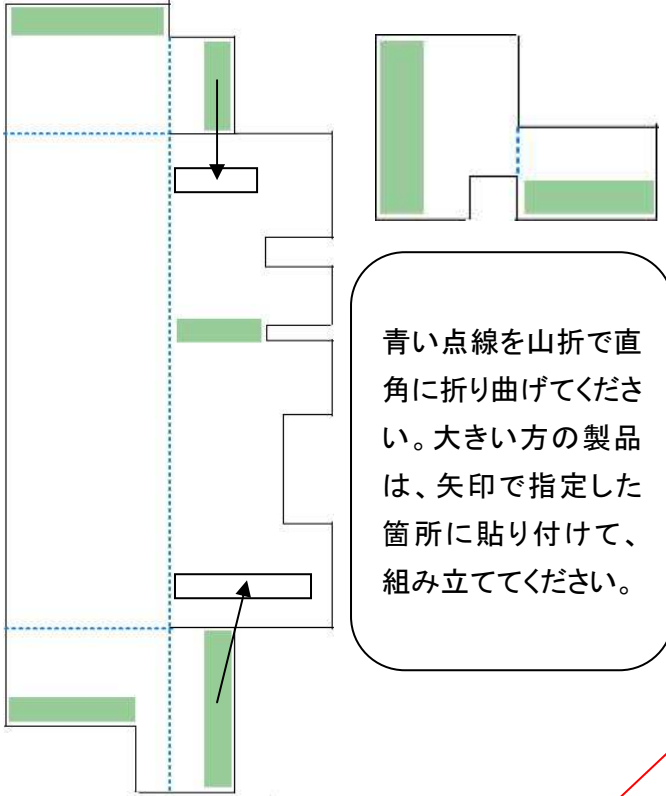 青い点線を山折で直
角に折り曲げてくださ
い。大きい方の製品
は、矢印で指定した
箇所に貼り付けて、
組み立ててください。